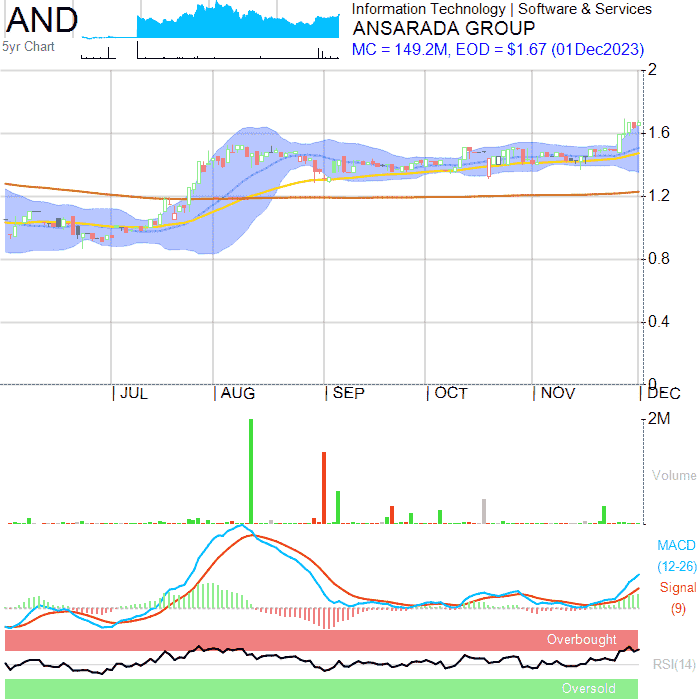 AND
5yr Chart
Information Technology | Software & Services
ANSARADA GROUP
MC = 149.2M, EOD = $1.67 (01Dec2023)
2
1.6
1.2
0.8
0.4
0
JUL
AUG
SEP
OCT
NOV
DEC
2M
Volume
MACD
(12-26)
Signal
(9)
Overbought
RSI(14)
Oversold